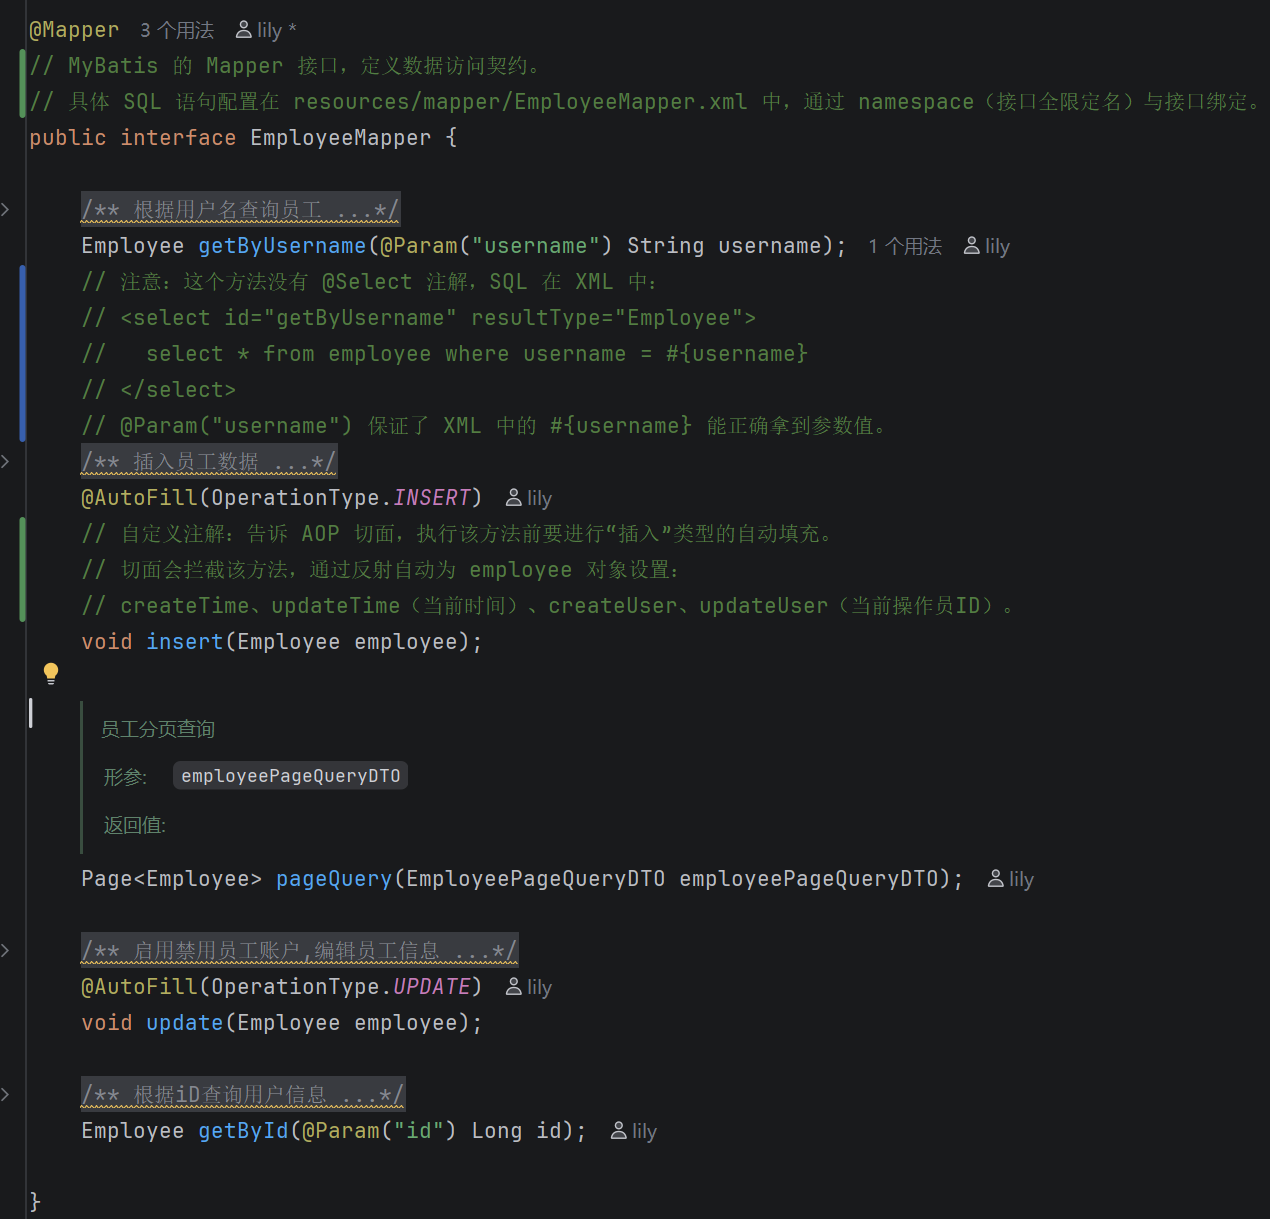 @Mapper 3 个用法 lily *
// MyBatis 的 Mapper 接口，定义数据访问契约。
// 具体 SQL 语句配置在 resources/mapper/EmployeeMapper.xml 中，通过 namespace（接口全限定名）与接口绑定。
public interface EmployeeMapper {
/** 根据用户名查询员工 ...*/
Employee getByUsername(@Param("username") String username); 1 个用法 lily
// 注意：这个方法没有 @Select 注解，SQL 在 XML 中：
// <select id="getByUsername" resultType="Employee">
//   select * from employee where username = #{username}
// </select>
// @Param("username") 保证了 XML 中的 #{username} 能正确拿到参数值。
/** 插入员工数据 ...*/
@AutoFill(OperationType.INSERT) lily
// 自定义注解：告诉 AOP 切面，执行该方法前要进行“插入”类型的自动填充。
// 切面会拦截该方法，通过反射自动为 employee 对象设置：
// createTime、updateTime（当前时间）、createUser、updateUser（当前操作员ID）。
void insert(Employee employee);
员工分页查询
形参: employeePageQueryDTO
返回值:
Page<Employee> pageQuery(EmployeePageQueryDTO employeePageQueryDTO); lily
/** 启用禁用员工账户,编辑员工信息 ...*/
@AutoFill(OperationType.UPDATE) lily
void update(Employee employee);
/** 根据iD查询用户信息 ...*/
Employee getById(@Param("id") Long id); lily
}